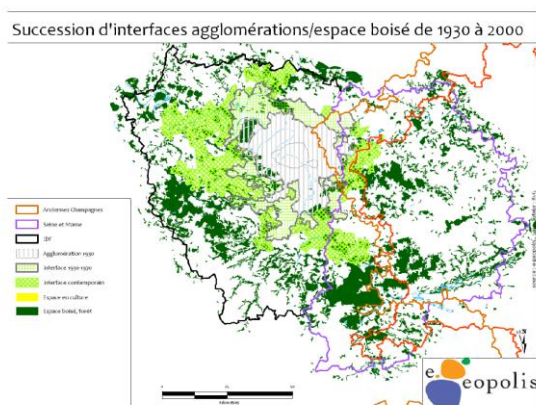 Succession d'interfaces agglomérations/espace boisé de 1930 à 2000
Anciennes Champagnes
Seine et Marne
IDF
Agglomération 1930
Interface 1930-1970
Interface contemporain
Espace en culture
Espace boisé, forêt
N
e.
eopolis